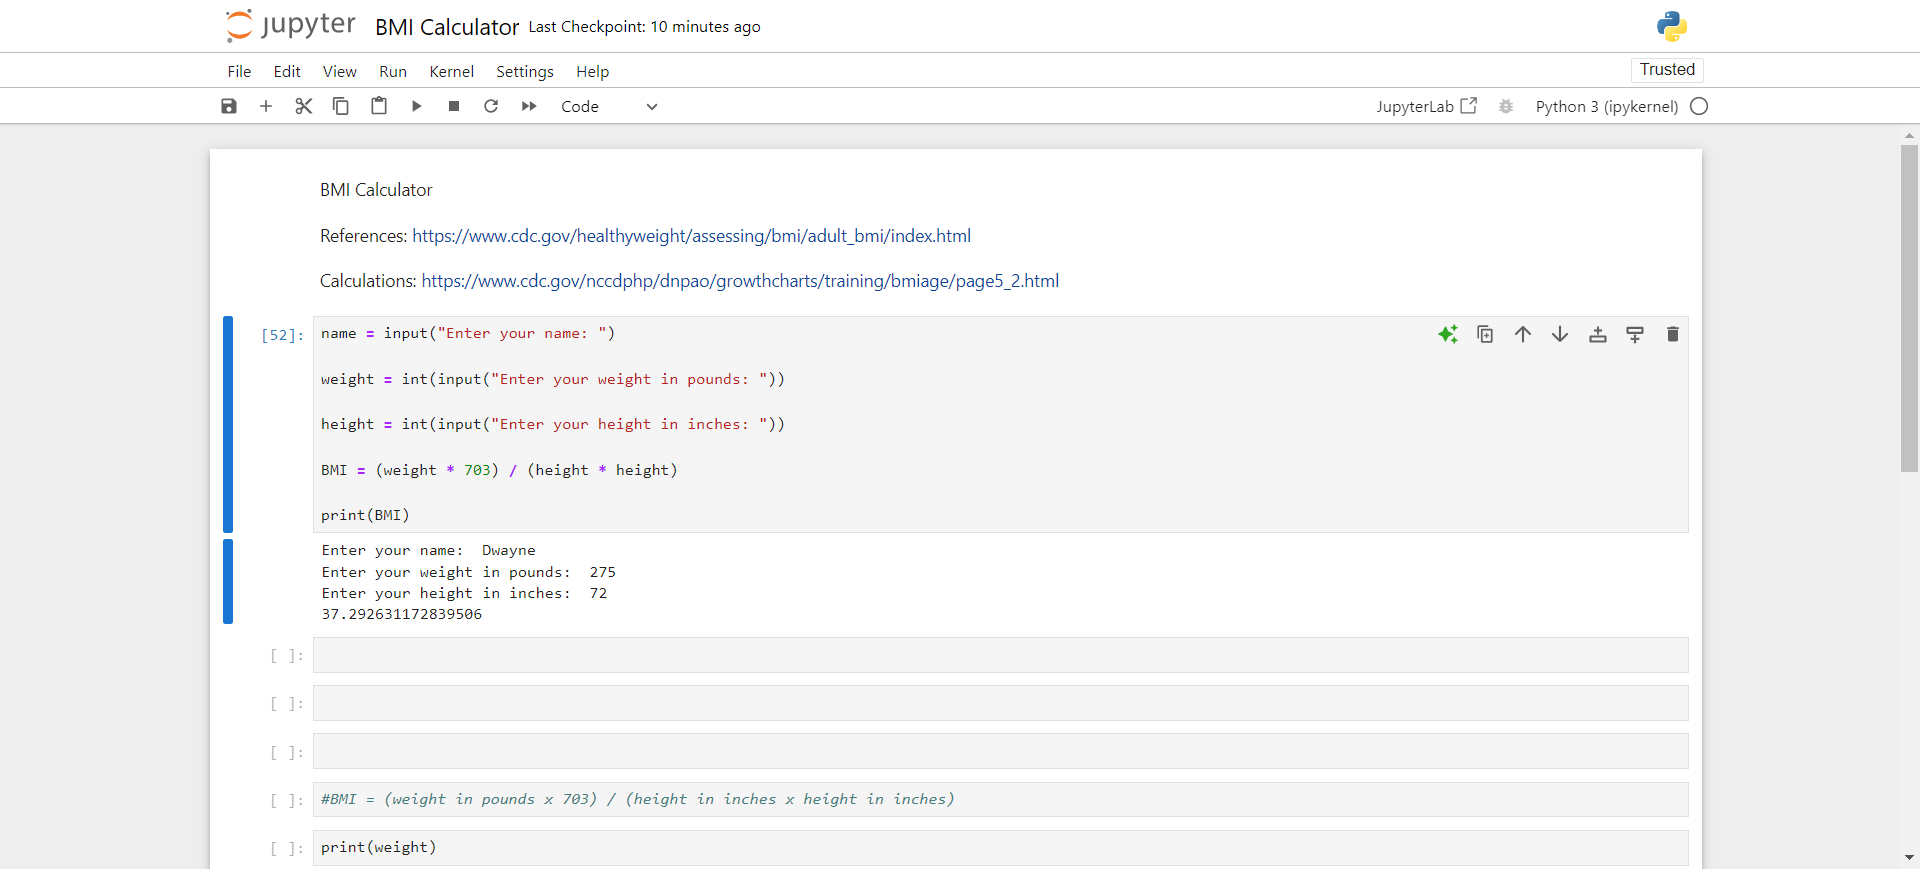 jupyter BMI Calculator Last Checkpoint: 10 minutes ago
File Edit View Run Kernel Settings Help Trusted
Code JupyterLab Python 3 (ipykernel)
BMI Calculator
References: https://www.cdc.gov/healthyweight/assessing/bmi/adult_bmi/index.html
Calculations: https://www.cdc.gov/nccdphp/dnpao/growthcharts/training/bmiage/page5_2.html
[52]: name = input("Enter your name: ")
weight = int(input("Enter your weight in pounds: "))
height = int(input("Enter your height in inches: "))
BMI = (weight * 703) / (height * height)
print(BMI)
Enter your name:  Dwayne
Enter your weight in pounds:  275
Enter your height in inches:  72
37.292631172839506
[ ]:
[ ]:
[ ]:
[ ]: #BMI = (weight in pounds x 703) / (height in inches x height in inches)
[ ]: print(weight)